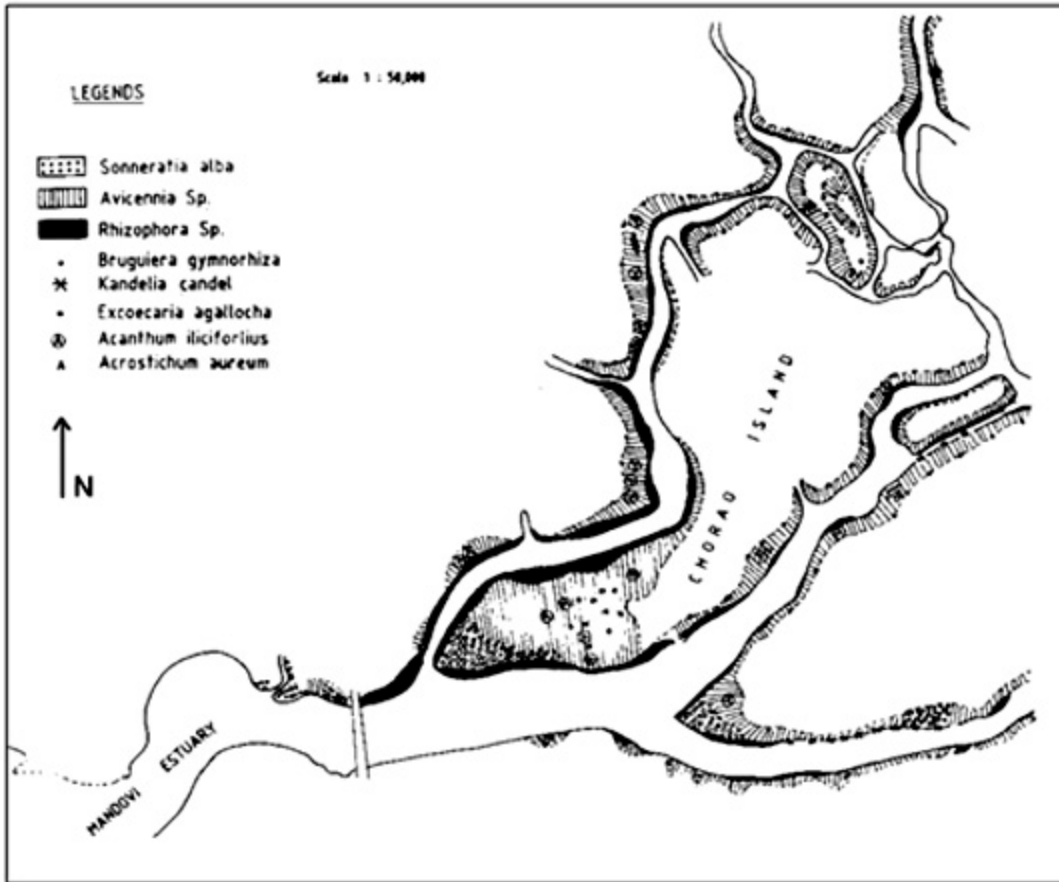 LEGENDS
Scale 1 : 50,000
Sonneratia alba
Avicennia Sp.
Rhizophora Sp.
Bruguiera gymnorhiza
Kandelia candel
Excoecaria agallocha
Acanthum iliciforlius
A Acrostichum aureum
N
CHORAO ISLAND
MANDOVI ESTUARY